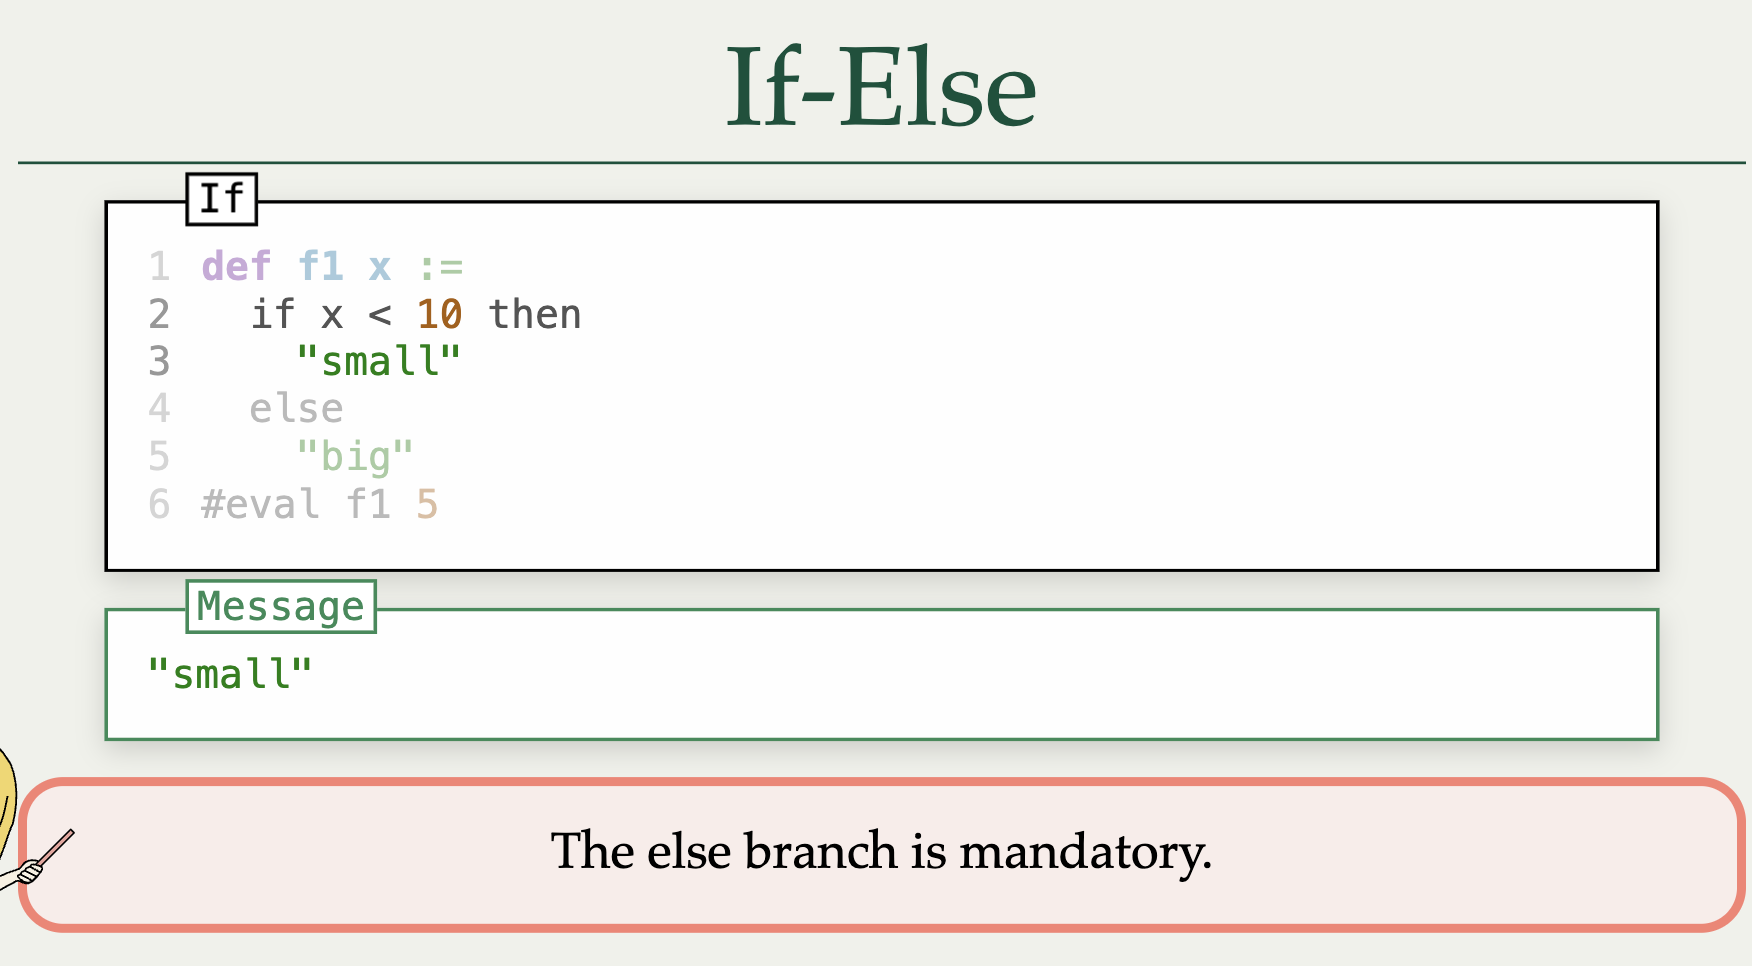 If-Else
If
1 def f1 x :=
2   if x < 10 then
3     "small"
4   else
5     "big"
6 #eval f1 5
Message
"small"
The else branch is mandatory.